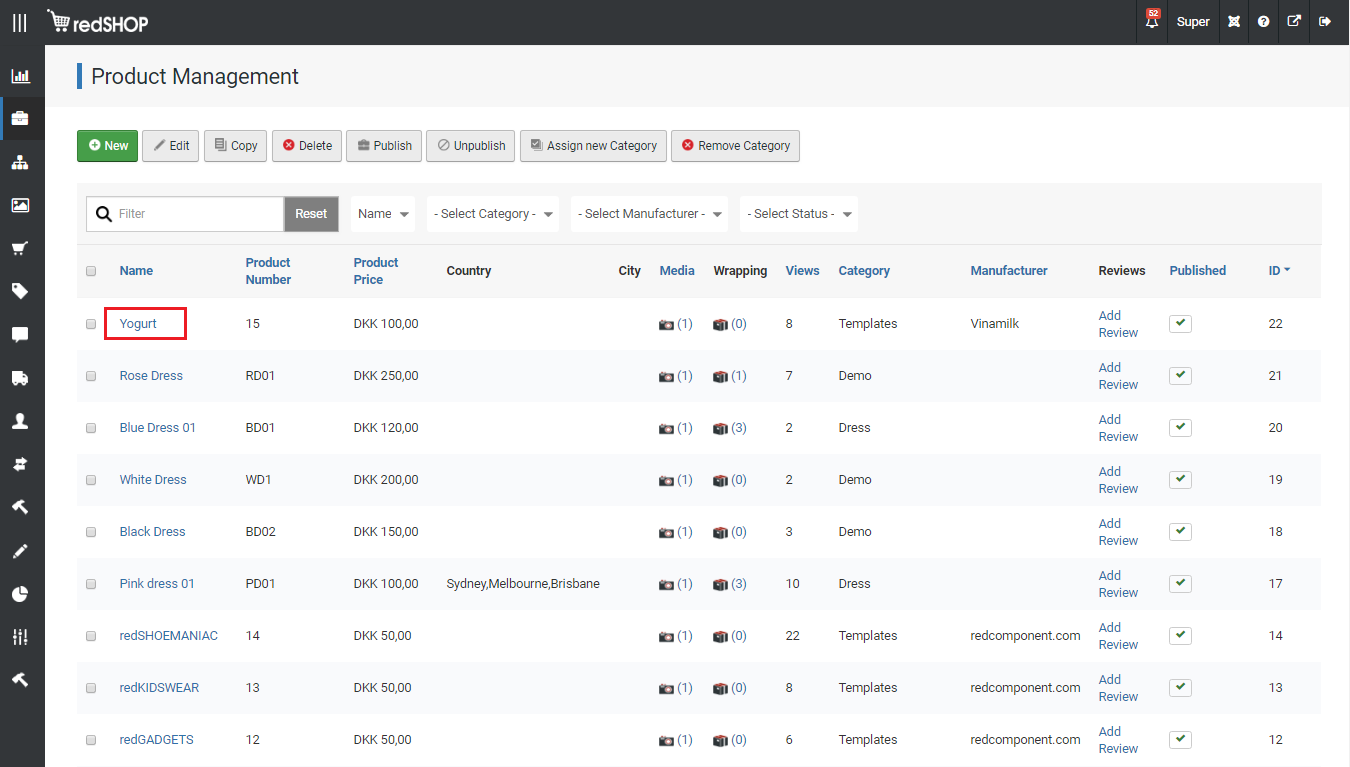 redSHOP
52
Super
Product Management
New Edit Copy Delete Publish Unpublish Assign new Category Remove Category
Filter Reset Name - Select Category - - Select Manufacturer - - Select Status -
Name Product Number Product Price Country City Media Wrapping Views Category Manufacturer Reviews Published ID
Yogurt 15 DKK 100,00 (1) (0) 8 Templates Vinamilk Add Review 22
Rose Dress RD01 DKK 250,00 (1) (1) 7 Demo Add Review 21
Blue Dress 01 BD01 DKK 120,00 (1) (3) 2 Dress Add Review 20
White Dress WD1 DKK 200,00 (1) (0) 2 Demo Add Review 19
Black Dress BD02 DKK 150,00 (1) (0) 3 Demo Add Review 18
Pink dress 01 PD01 DKK 100,00 Sydney,Melbourne,Brisbane (1) (3) 10 Dress Add Review 17
redSHOEMANIAC 14 DKK 50,00 (1) (0) 22 Templates redcomponent.com Add Review 14
redKIDSWEAR 13 DKK 50,00 (1) (0) 8 Templates redcomponent.com Add Review 13
redGADGETS 12 DKK 50,00 (1) (0) 6 Templates redcomponent.com Add Review 12